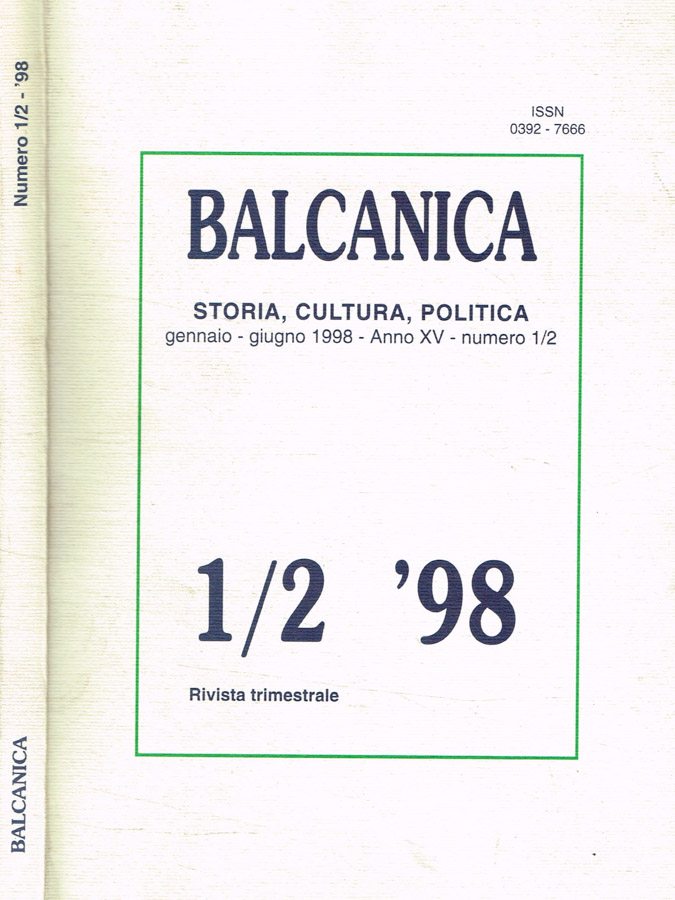 Numero 1/2 - '98
BALCANICA
ISSN
0392 - 7666
BALCANICA
STORIA, CULTURA, POLITICA
gennaio - giugno 1998 - Anno XV - numero 1/2
1/2 ’98
Rivista trimestrale